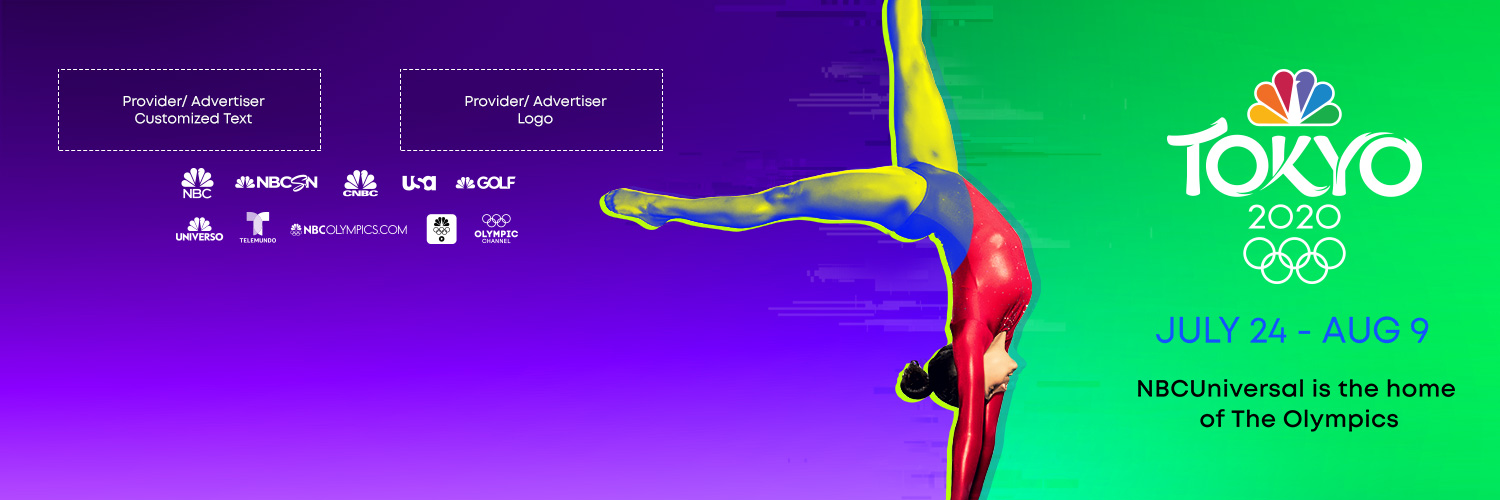 Provider/ Advertiser
Customized Text
Provider/ Advertiser
Logo
NBC
NBCSN
CNBC
USA
GOLF
UNIVERSO
TELEMUNDO
NBCOLYMPICS.COM
OLYMPIC
CHANNEL
TOKYO
2020
JULY 24 - AUG 9
NBCUniversal is the home
of The Olympics